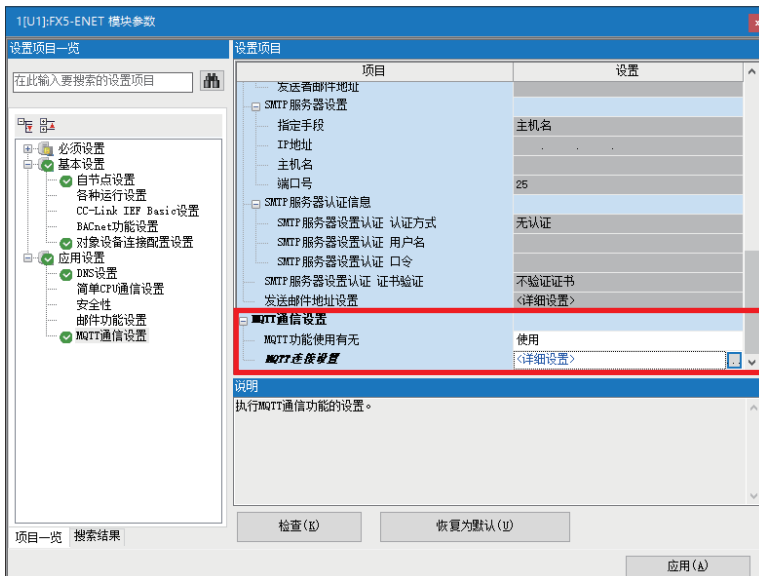 1[U1]:FX5-ENET 模块参数
设置项目一览
在此输入要搜索的设置项目
必须设置
基本设置
自节点设置
各种运行设置
CC-Link IEF Basic设置
BACnet功能设置
对象设备连接配置设置
应用设置
DNS设置
简单CPU通信设置
安全性
邮件功能设置
MQTT通信设置
项目一览 搜索结果
设置项目
项目 设置
发送者邮件地址
SMTP服务器设置
指定手段 主机名
IP地址 . . .
主机名
端口号 25
SMTP服务器认证信息
SMTP服务器设置认证 认证方式 无认证
SMTP服务器设置认证 用户名
SMTP服务器设置认证 口令
SMTP服务器设置认证 证书验证 不验证证书
发送邮件地址设置 <详细设置>
MQTT通信设置
MQTT功能使用有无 使用
MQTT连接设置 <详细设置>
说明
执行MQTT通信功能的设置。
检查(K) 恢复为默认(U)
应用(A)